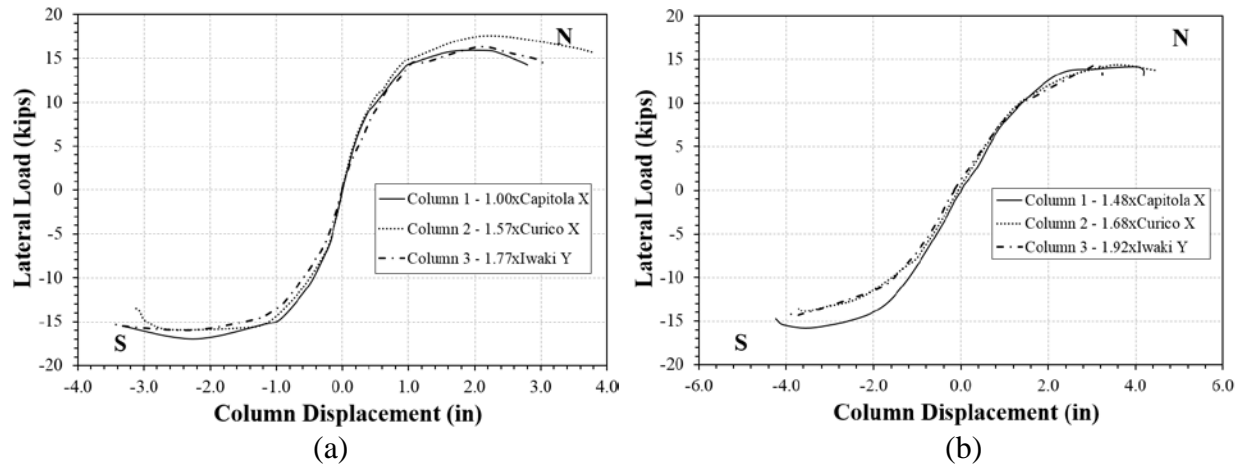 20
15
10
5
0
-5
-10
-15
-20
Lateral Load (kips)
N
S
Column 1 - 1.00xCapitola X
Column 2 - 1.57xCurico X
Column 3 - 1.77xIwaki Y
-4.0 -3.0 -2.0 -1.0 0.0 1.0 2.0 3.0 4.0
Column Displacement (in)
(a)
20
15
10
5
0
-5
-10
-15
-20
Lateral Load (kips)
N
S
Column 1 - 1.48xCapitola X
Column 2 - 1.68xCurico X
Column 3 - 1.92xIwaki Y
-6.0 -4.0 -2.0 0.0 2.0 4.0 6.0
Column Displacement (in)
(b)